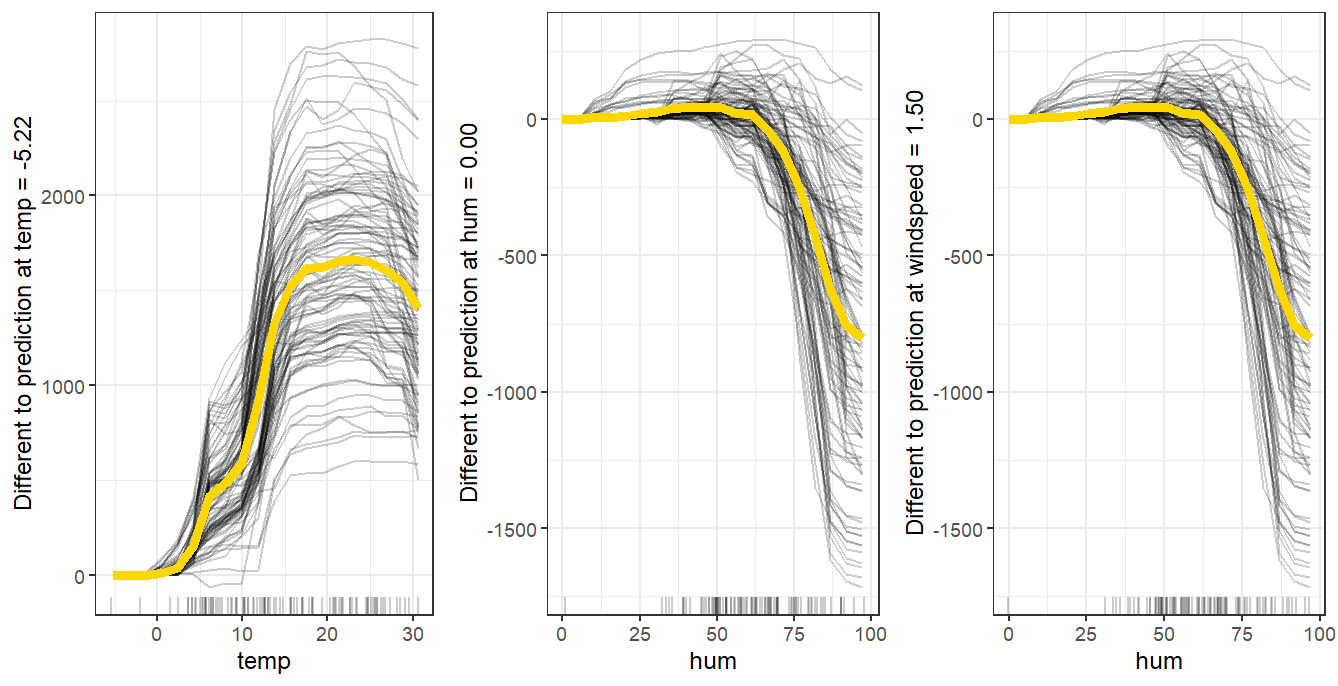 Different to prediction at temp = -5.22
2000
1000
0
0 10 20 30
temp
Different to prediction at hum = 0.00
0
-500
-1000
-1500
0 25 50 75 100
hum
Different to prediction at windspeed = 1.50
0
-500
-1000
-1500
0 25 50 75 100
hum